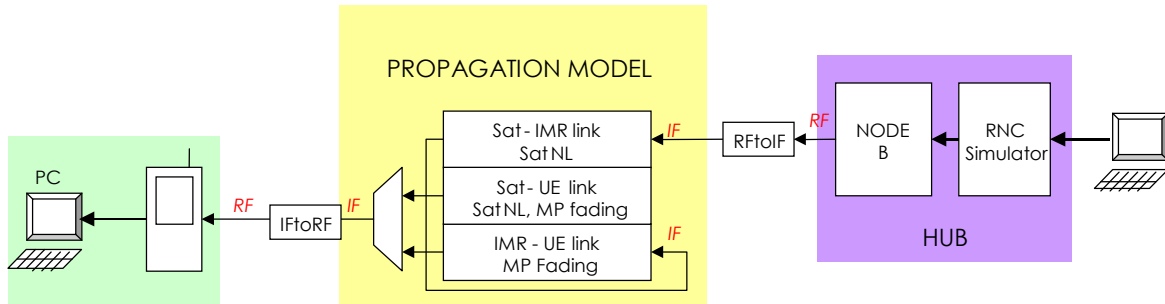 PROPAGATION MODEL
PC
RF
IFtoRF
IF
Sat - IMR link
Sat NL
Sat - UE link
Sat NL, MP fading
IMR - UE link
MP Fading
IF
IF
RFtoIF
RF
NODE
B
RNC
Simulator
HUB